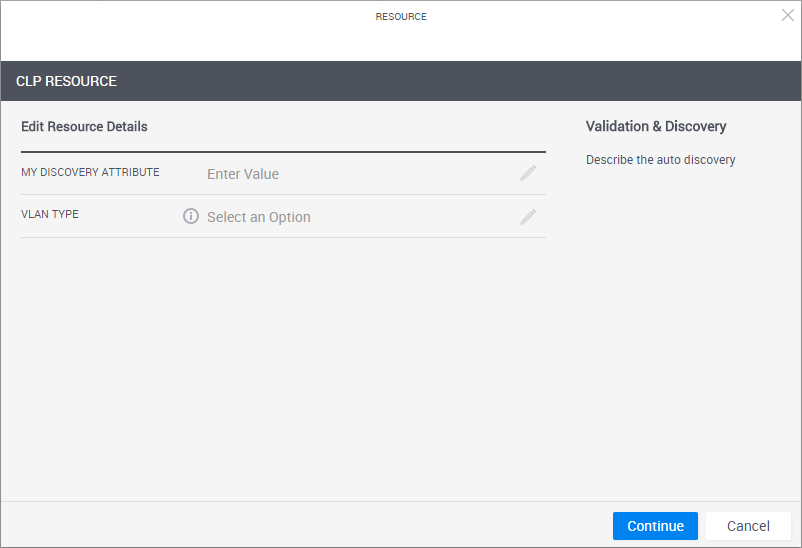 RESOURCE
CLP RESOURCE
Edit Resource Details
MY DISCOVERY ATTRIBUTE Enter Value
VLAN TYPE Select an Option
Validation & Discovery
Describe the auto discovery
Continue Cancel